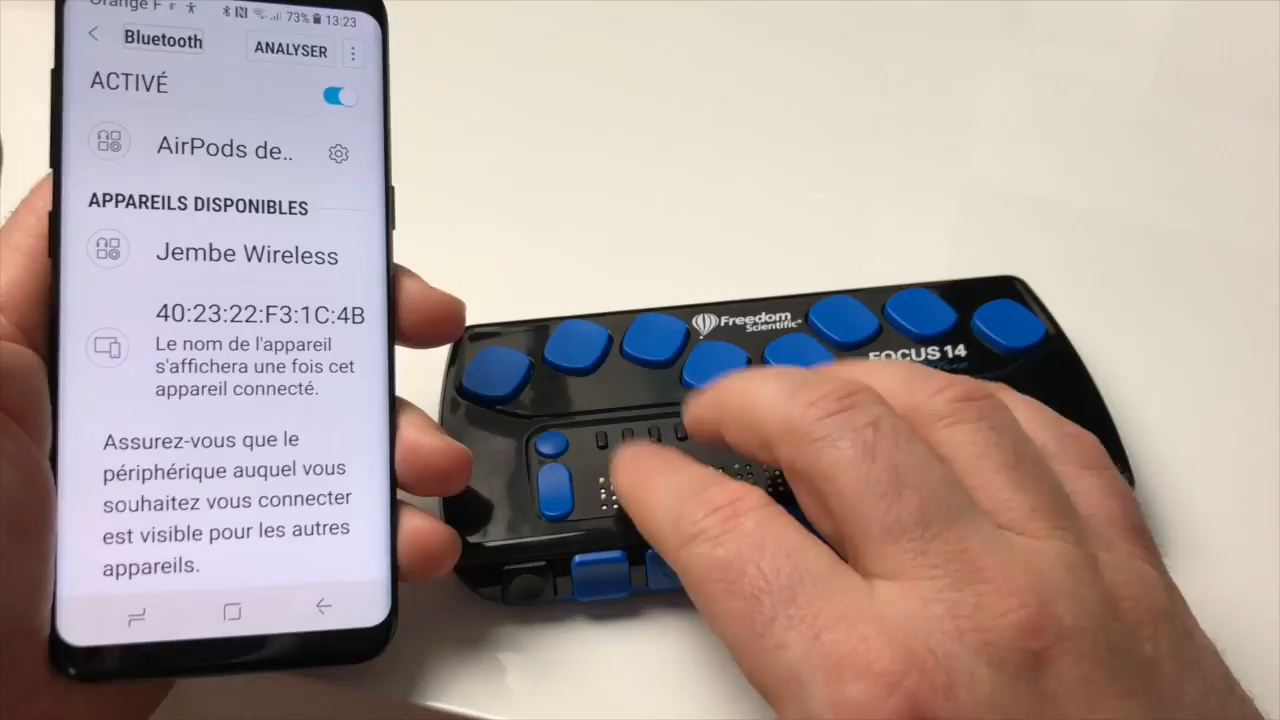 Orange F
73% 13:23
Bluetooth
ANALYSER
ACTIVÉ
AirPods de..
APPAREILS DISPONIBLES
Jembe Wireless
40:23:22:F3:1C:4B
Le nom de l'appareil
s'affichera une fois cet
appareil connecté.
Assurez-vous que le
périphérique auquel vous
souhaitez vous connecter
est visible pour les autres
appareils.
Freedom
Scientific™
FOCUS 14